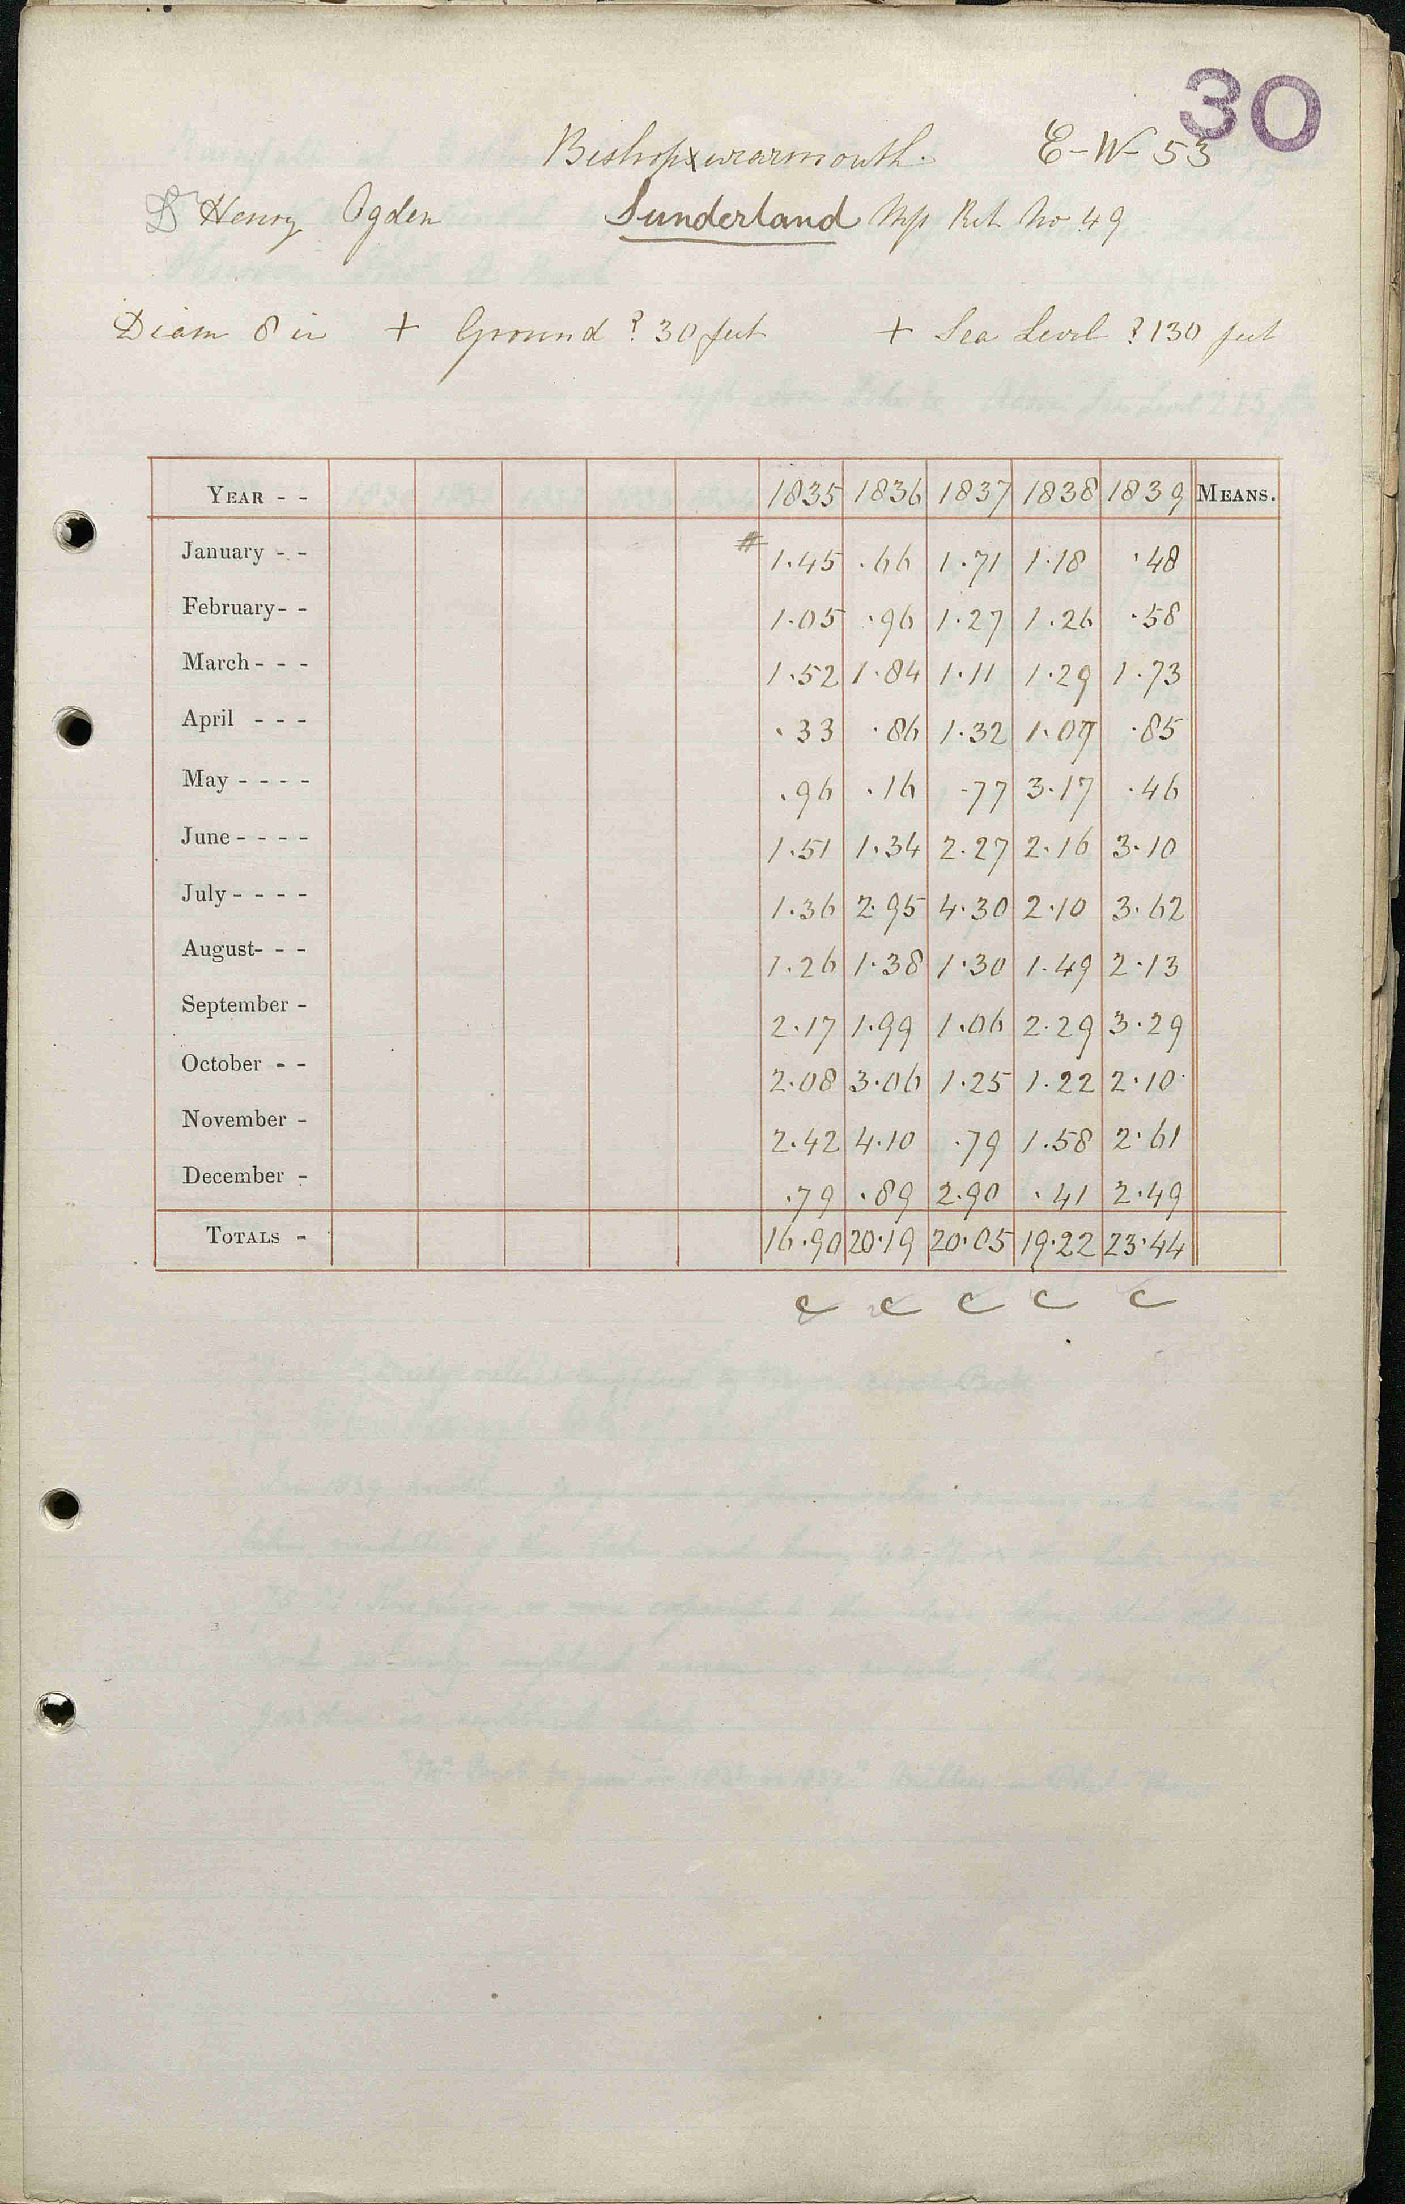 30
Bishopwearmouth. E-W- 53
Dr Henry Ogden Sunderland Mp Ret No 49
Diam 8 in + Ground ? 30 feet + Sea Level ? 130 feet
YEAR - - 1835 1836 1837 1838 1839 MEANS.
January - - # 1.45 .66 1.71 1.18 .48
February - - 1.05 .96 1.27 1.26 .58
March - - - 1.52 1.84 1.11 1.29 1.73
April - - - .33 .86 1.32 1.07 .85
May - - - - .96 .16 .77 3.17 .46
June - - - - 1.51 1.34 2.27 2.16 3.10
July - - - - 1.36 2.95 4.30 2.10 3.62
August - - - 1.26 1.38 1.30 1.49 2.13
September - 2.17 1.99 1.06 2.29 3.29
October - - 2.08 3.06 1.25 1.22 2.10
November - 2.42 4.10 .79 1.58 2.61
December - .79 .89 2.90 .41 2.49
TOTALS - 16.90 20.19 20.05 19.22 23.44
c c c c c